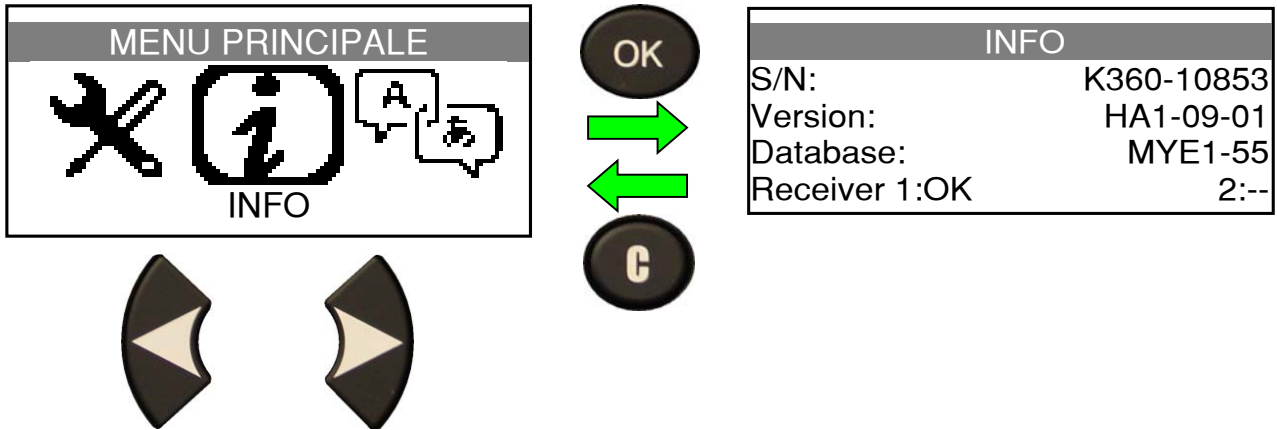 MENU PRINCIPALE
A あ
INFO
OK
C
INFO
S/N: K360-10853
Version: HA1-09-01
Database: MYE1-55
Receiver 1:OK 2:--